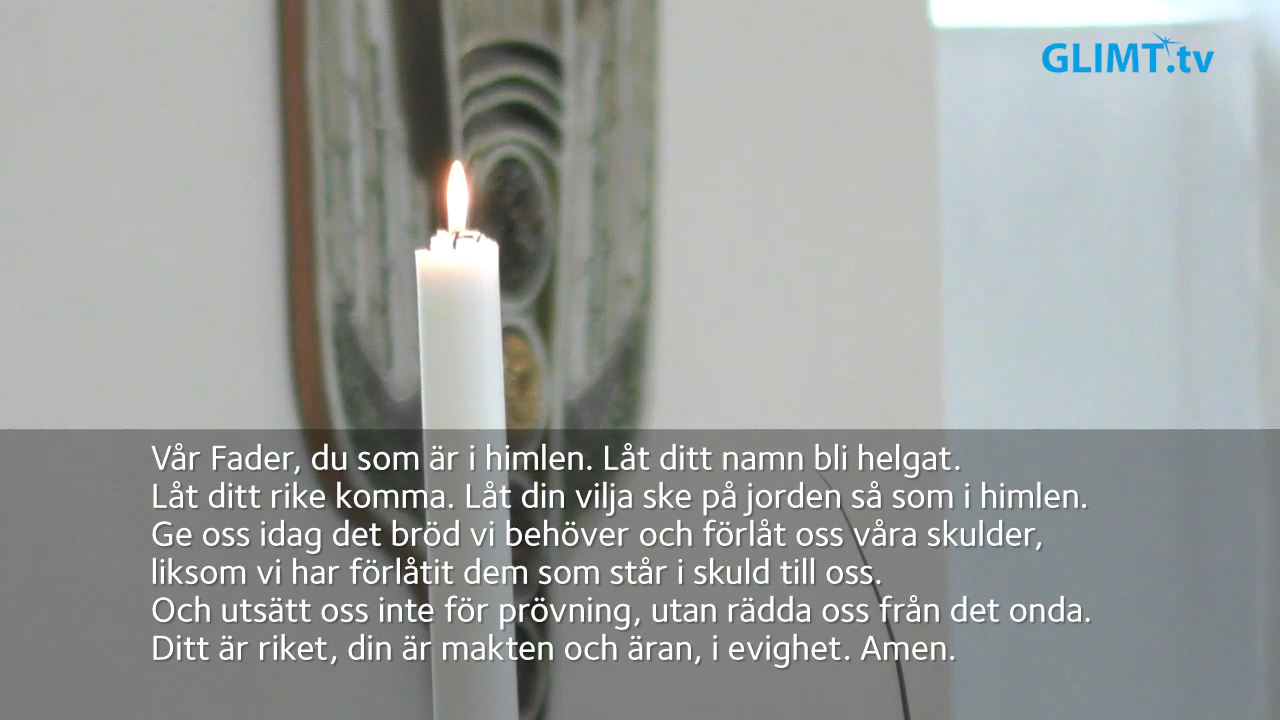 GLIMT.tv
Vår Fader, du som är i himlen. Låt ditt namn bli helgat.
Låt ditt rike komma. Låt din vilja ske på jorden så som i himlen.
Ge oss idag det bröd vi behöver och förlåt oss våra skulder,
liksom vi har förlåtit dem som står i skuld till oss.
Och utsätt oss inte för prövning, utan rädda oss från det onda.
Ditt är riket, din är makten och äran, i evighet. Amen.